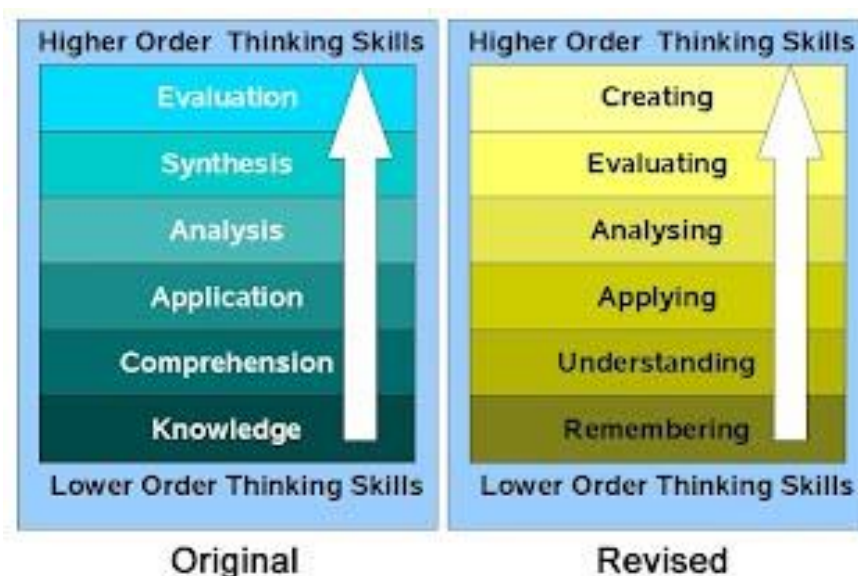 Higher Order Thinking Skills
Evaluation
Synthesis
Analysis
Application
Comprehension
Knowledge
Lower Order Thinking Skills
Original
Higher Order Thinking Skills
Creating
Evaluating
Analysing
Applying
Understanding
Remembering
Lower Order Thinking Skills
Revised